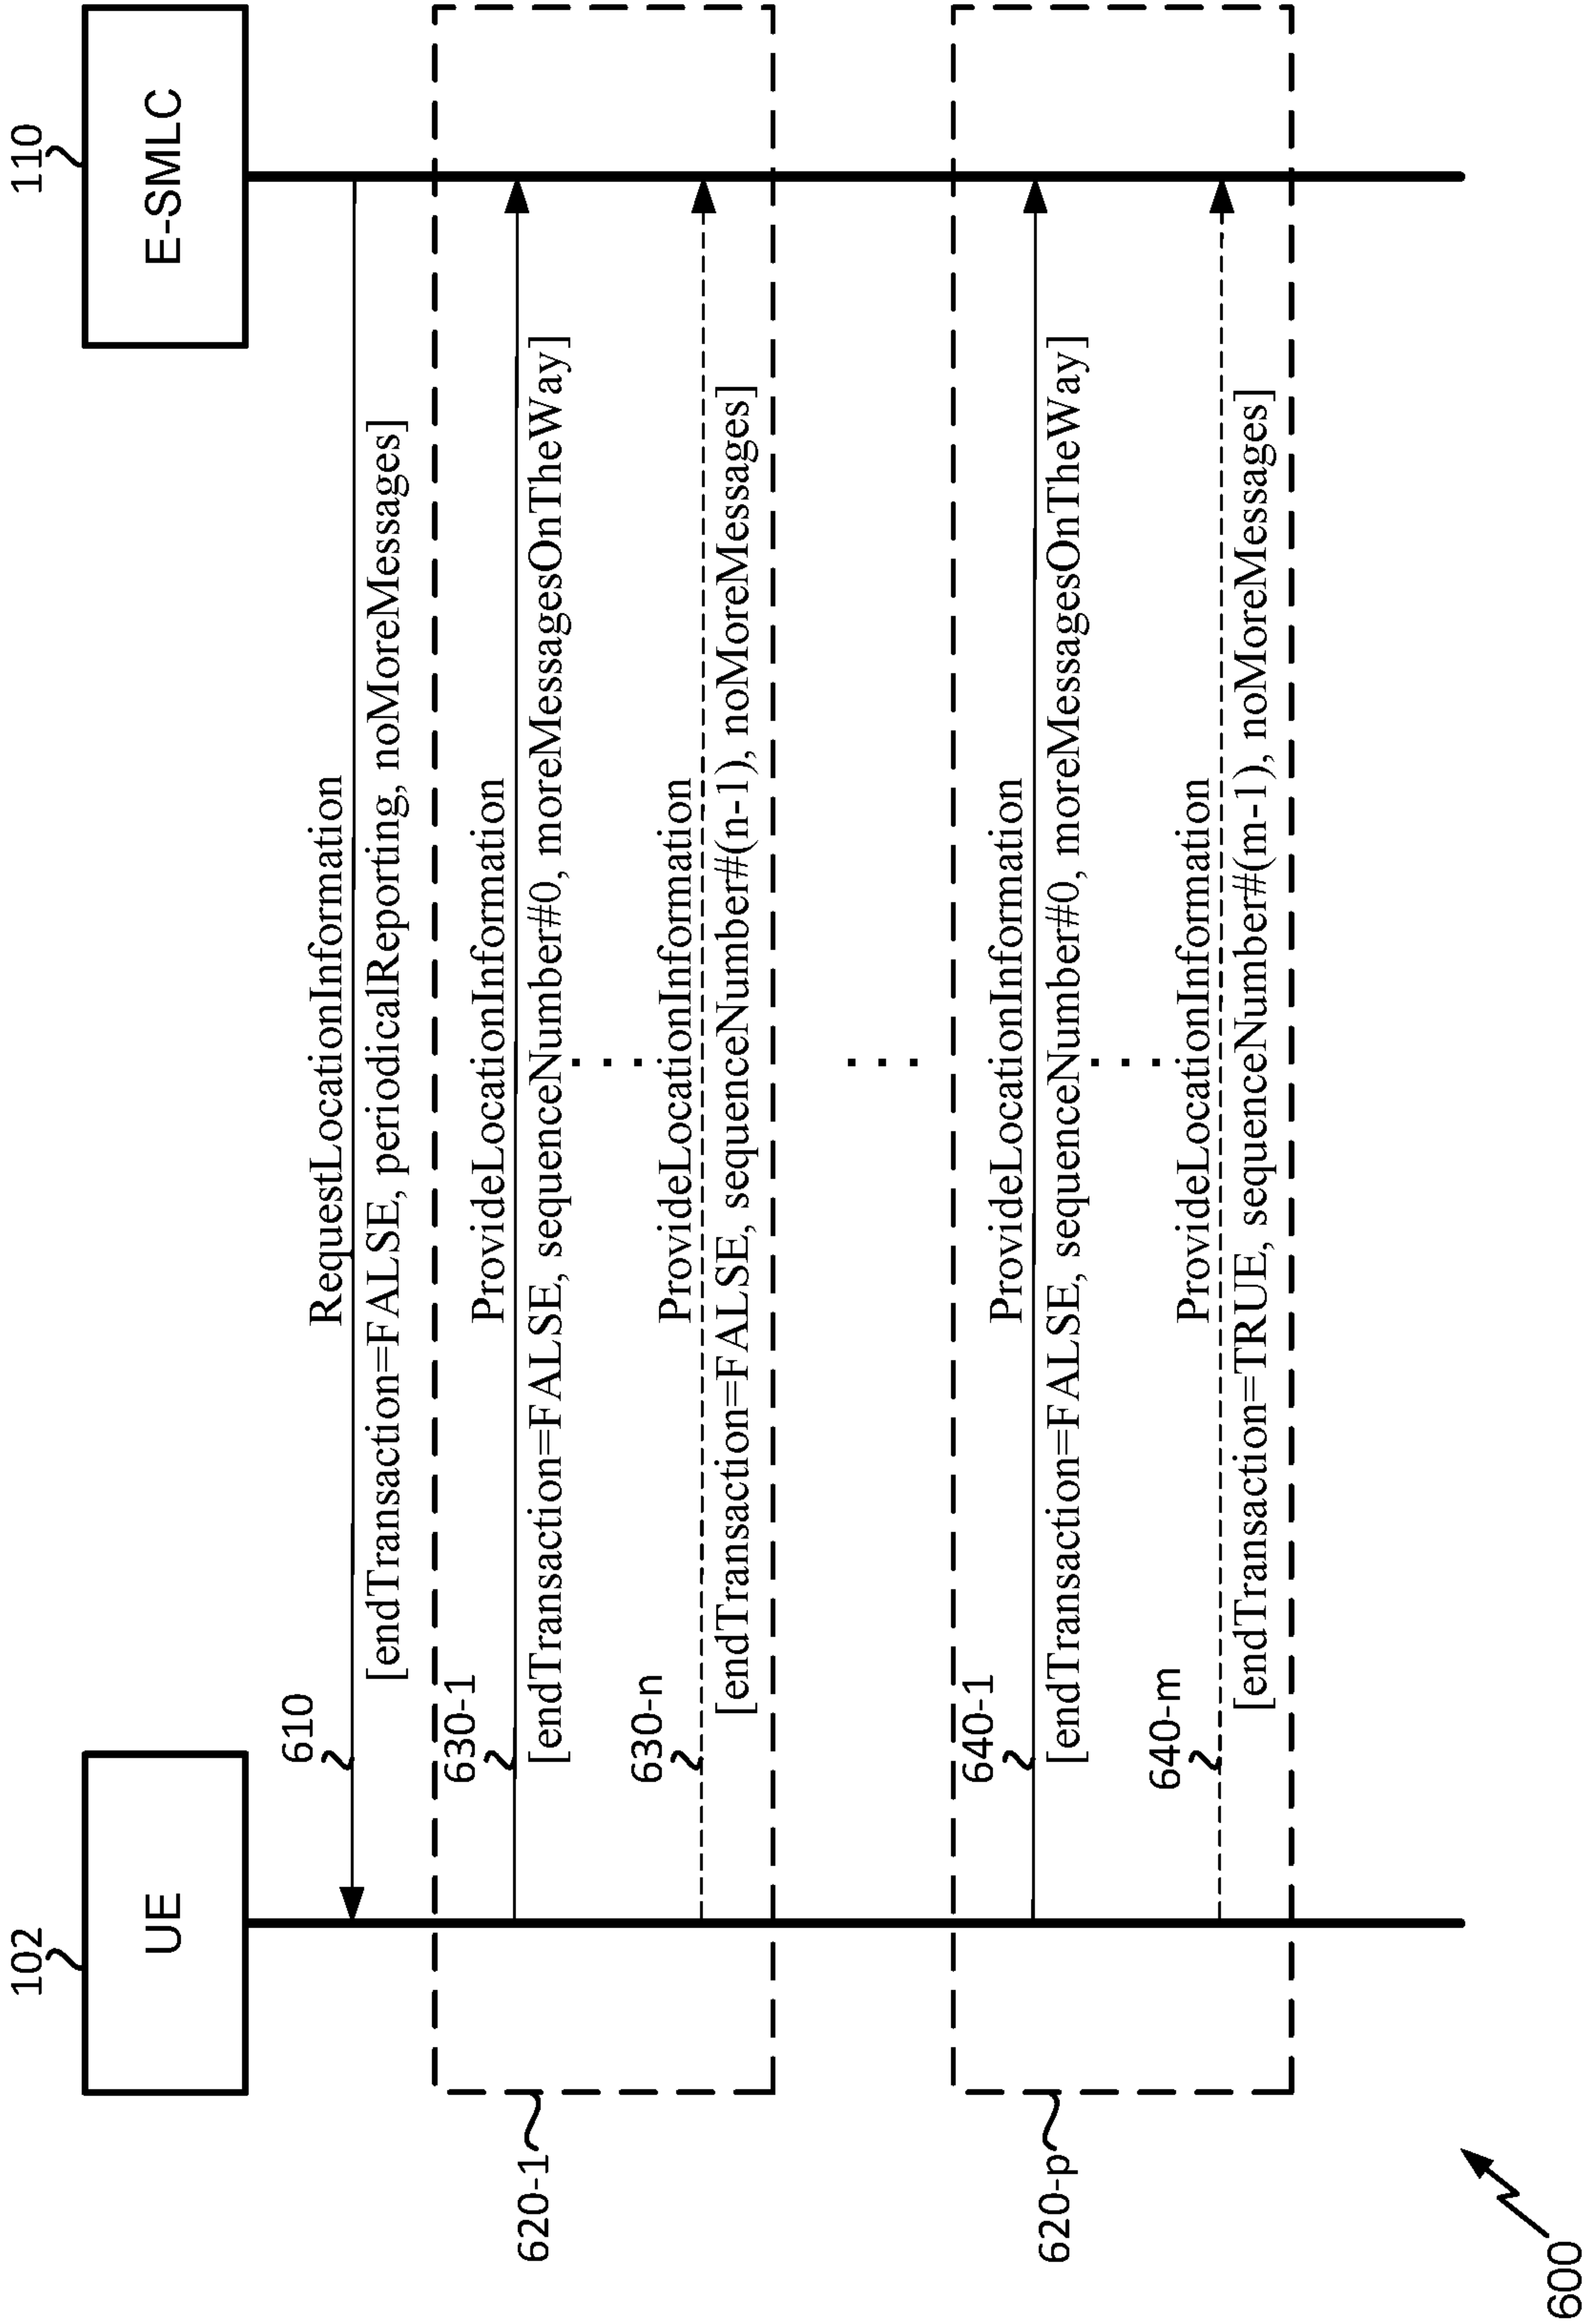 102
110
UE
E-SMLC
610
RequestLocationInformation
[endTransaction=FALSE, periodicalReporting, noMoreMessages]
620-1
630-1
ProvideLocationInformation
[endTransaction=FALSE, sequenceNumber#0, moreMessagesOnTheWay]
. . .
630-n
ProvideLocationInformation
[endTransaction=FALSE, sequenceNumber#(n-1), noMoreMessages]
. . .
620-p
640-1
ProvideLocationInformation
[endTransaction=FALSE, sequenceNumber#0, moreMessagesOnTheWay]
. . .
640-m
ProvideLocationInformation
[endTransaction=TRUE, sequenceNumber#(m-1), noMoreMessages]
600